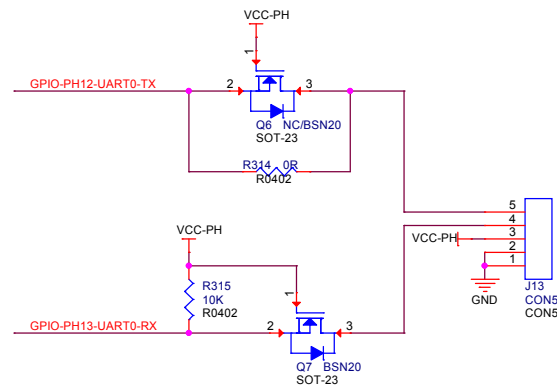 VCC-PH
1
GPIO-PH12-UART0-TX
2
3
Q6 NC/BSN20
SOT-23
R314 0R
R0402
5
4
VCC-PH
3
2
1
VCC-PH
J13
CON5
CON5
GND
R315
10K
R0402
1
GPIO-PH13-UART0-RX
2
3
Q7 BSN20
SOT-23